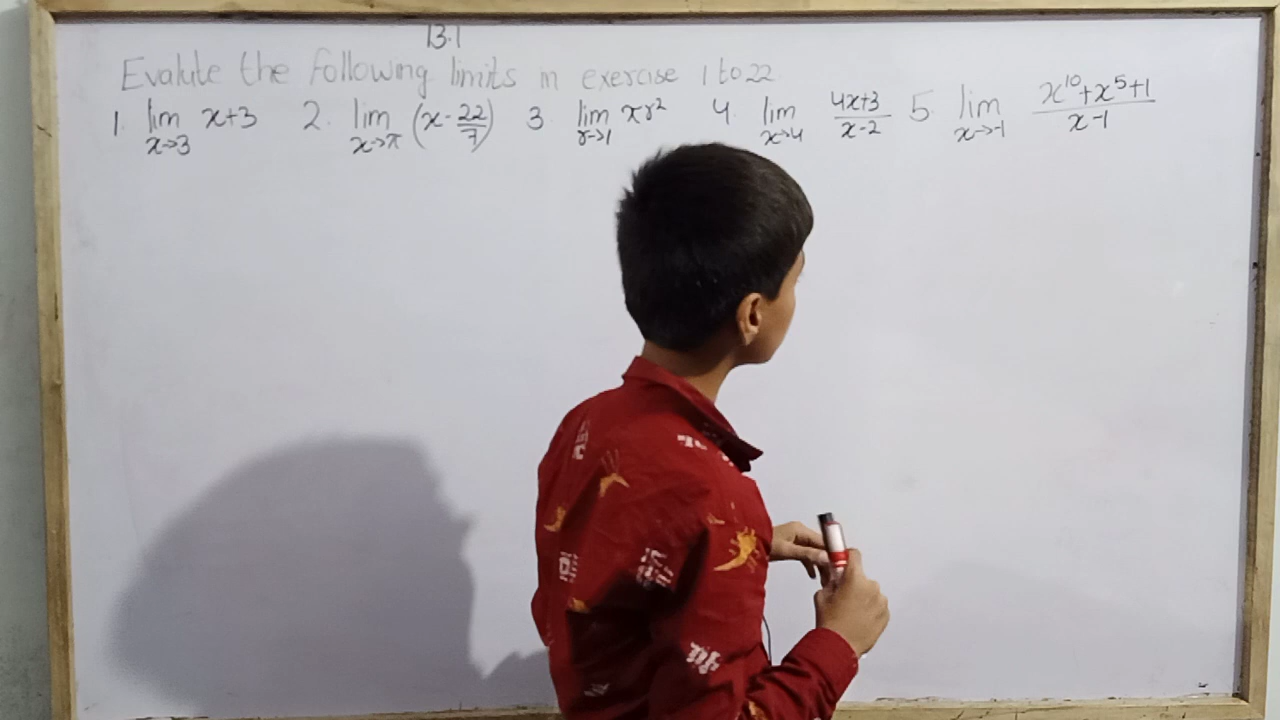 13.1
Evalute the following limits in exercise 1 to 22
1. lim x→3 x+3 2. lim x→π (x-22/7) 3. lim r→1 πr² 4. lim x→4 4x+3/x-2 5. lim x→-1 x¹⁰+x⁵+1/x-1